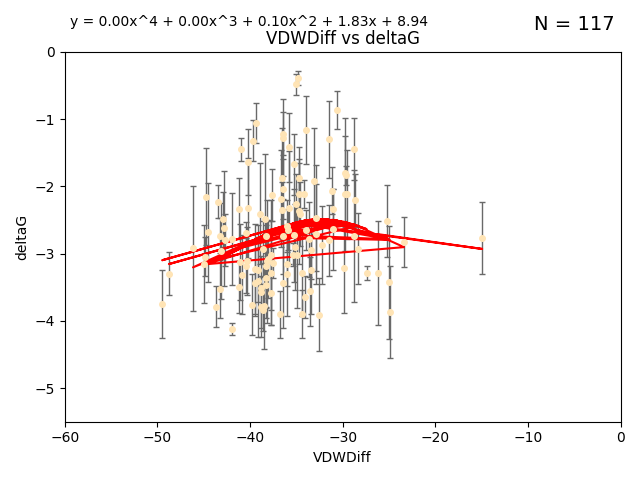 y = 0.00x^4 + 0.00x^3 + 0.10x^2 + 1.83x + 8.94
N = 117
VDWDiff vs deltaG
0
−1
−2
−3
−4
−5
deltaG
−60 −50 −40 −30 −20 −10 0
VDWDiff